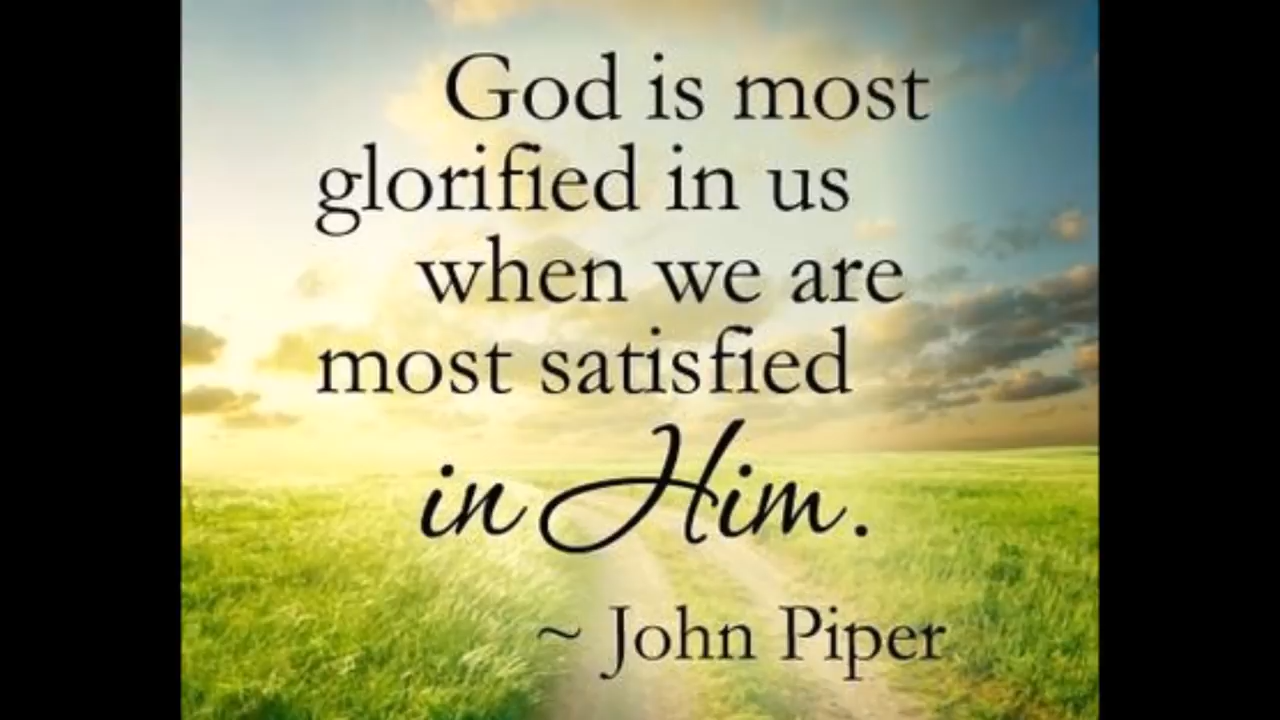 God is most
glorified in us
when we are
most satisfied
in Him.
~ John Piper